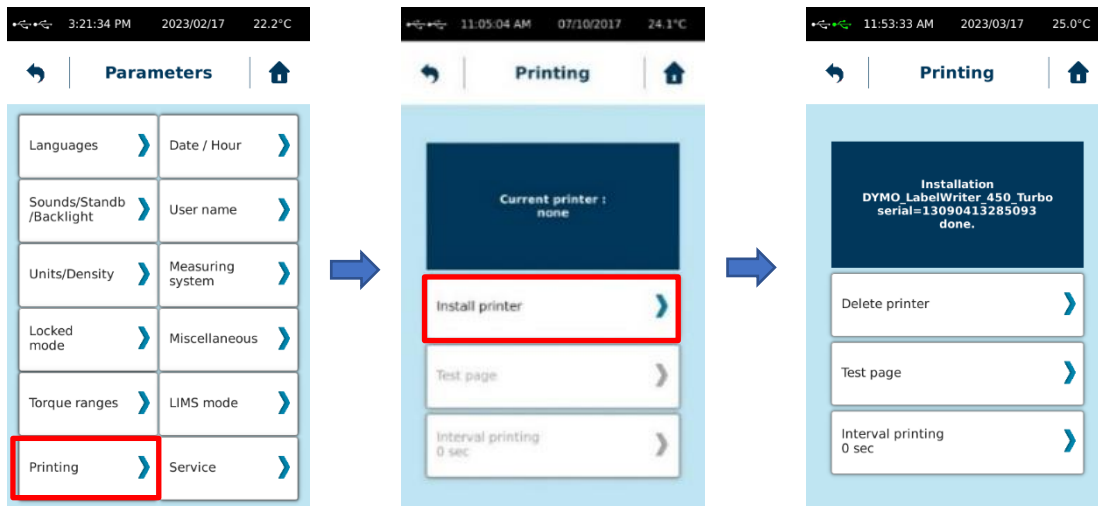 3:21:34 PM 2023/02/17 22.2°C
Parameters
Languages
Date / Hour
Sounds/Standb
/Backlight
User name
Units/Density
Measuring
system
Locked
mode
Miscellaneous
Torque ranges
LIMS mode
Printing
Service
11:05:04 AM 07/10/2017 24.1°C
Printing
Current printer :
none
Install printer
Test page
Interval printing
0 sec
11:53:33 AM 2023/03/17 25.0°C
Printing
Installation
DYMO_LabelWriter_450_Turbo
serial=13090413285093
done.
Delete printer
Test page
Interval printing
0 sec